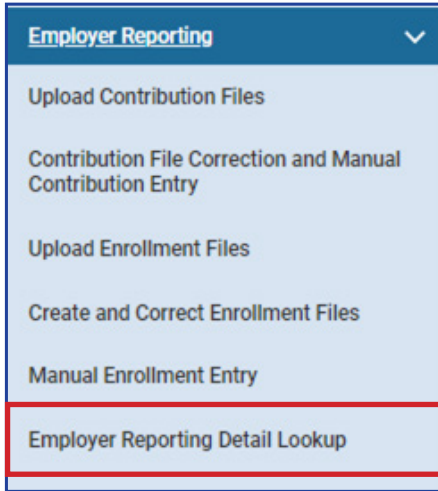 Employer Reporting
Upload Contribution Files
Contribution File Correction and Manual
Contribution Entry
Upload Enrollment Files
Create and Correct Enrollment Files
Manual Enrollment Entry
Employer Reporting Detail Lookup